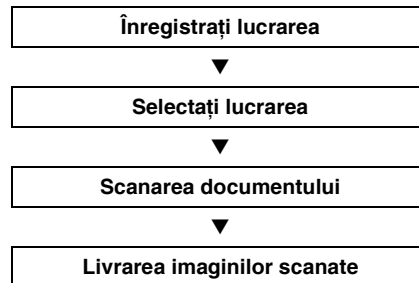 Înregistrați lucrarea
Selectați lucrarea
Scanarea documentului
Livrarea imaginilor scanate